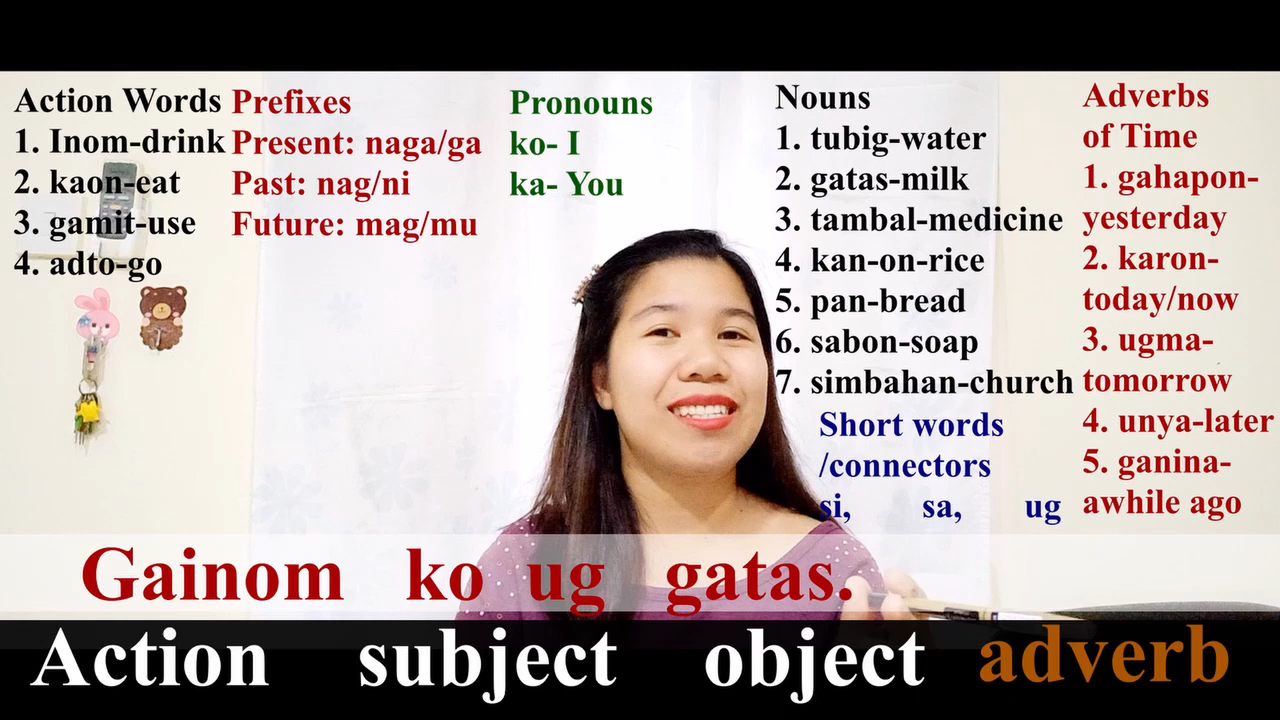 Action Words
1. Inom-drink
2. kaon-eat
3. gamit-use
4. adto-go
Prefixes
Present: naga/ga
Past: nag/ni
Future: mag/mu
Pronouns
ko- I
ka- You
Nouns
1. tubig-water
2. gatas-milk
3. tambal-medicine
4. kan-on-rice
5. pan-bread
6. sabon-soap
7. simbahan-church
Short words
/connectors
si, sa, ug
Adverbs
of Time
1. gahapon-
yesterday
2. karon-
today/now
3. ugma-
tomorrow
4. unya-later
5. ganina-
awhile ago
Gainom ko ug gatas.
Action subject object adverb